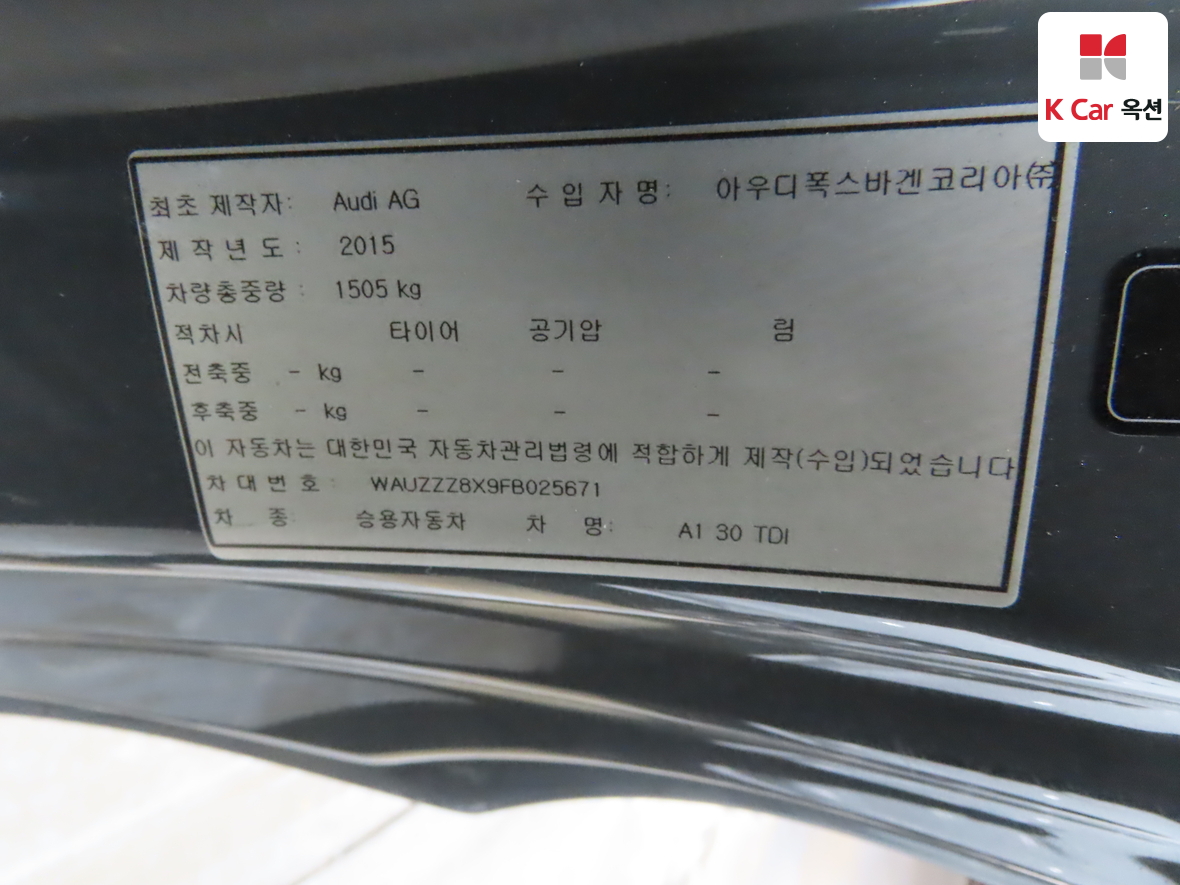 K Car 옥션
최초 제작자: Audi AG 수 입 자 명: 아우디폭스바겐코리아(주)
제 작 년 도 : 2015
차량총중량 : 1505 kg
적차시 타이어 공기압 림
전축중 - kg - - -
후축중 - kg - - -
이 자동차는 대한민국 자동차관리법령에 적합하게 제작(수입)되었습니다
차 대 번 호 : WAUZZZ8X9FB025671
차 종: 승용자동차 차 명: A1 30 TDI